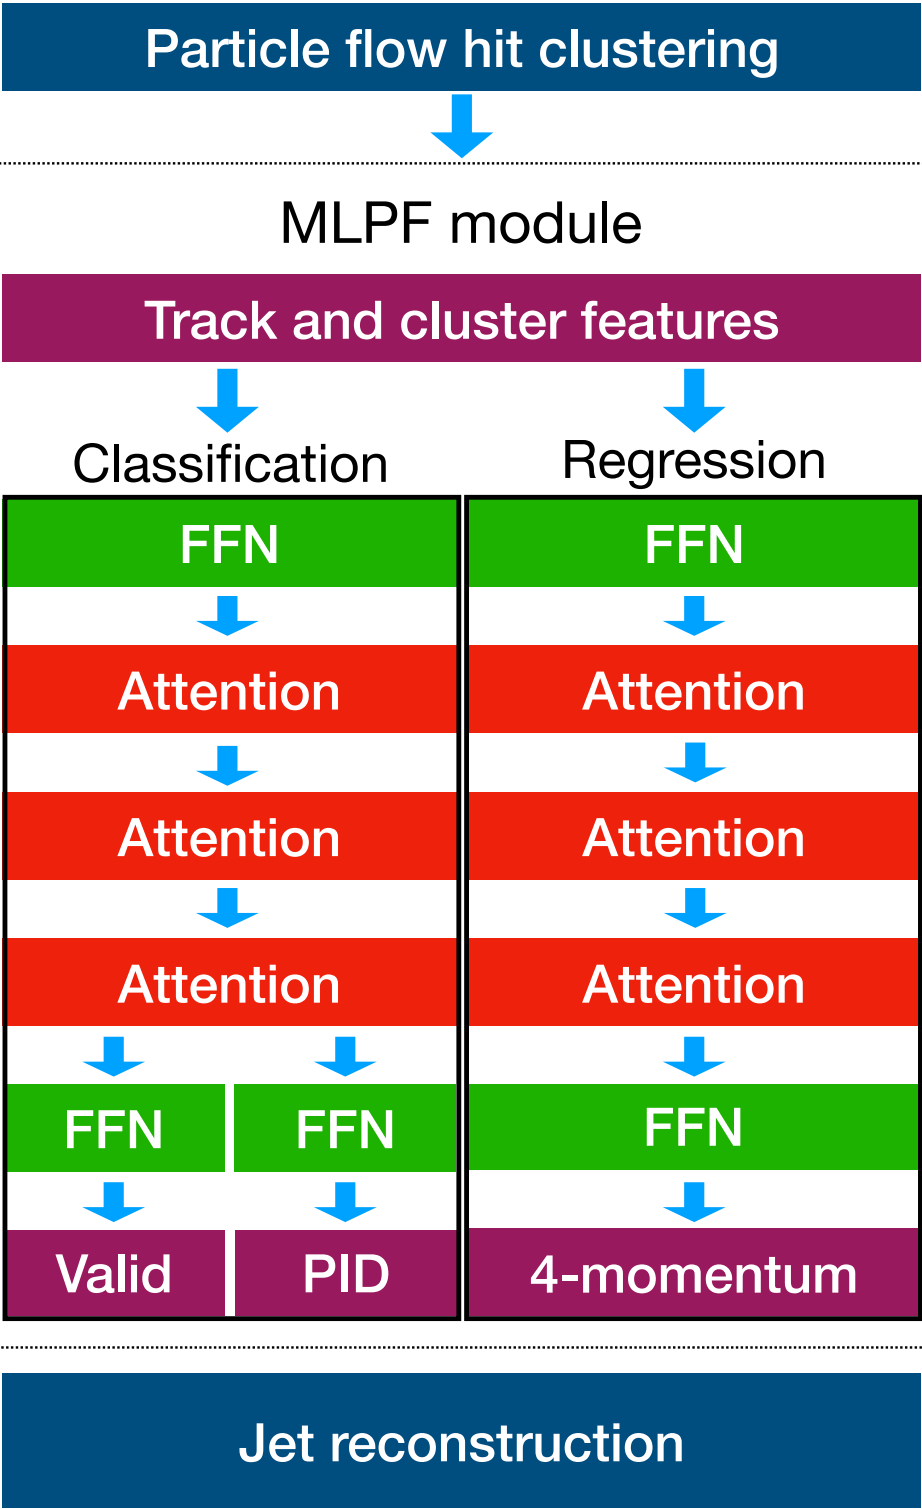 Particle flow hit clustering
MLPF module
Track and cluster features
Classification
Regression
FFN
FFN
Attention
Attention
Attention
Attention
Attention
Attention
FFN
FFN
FFN
Valid
PID
4-momentum
Jet reconstruction